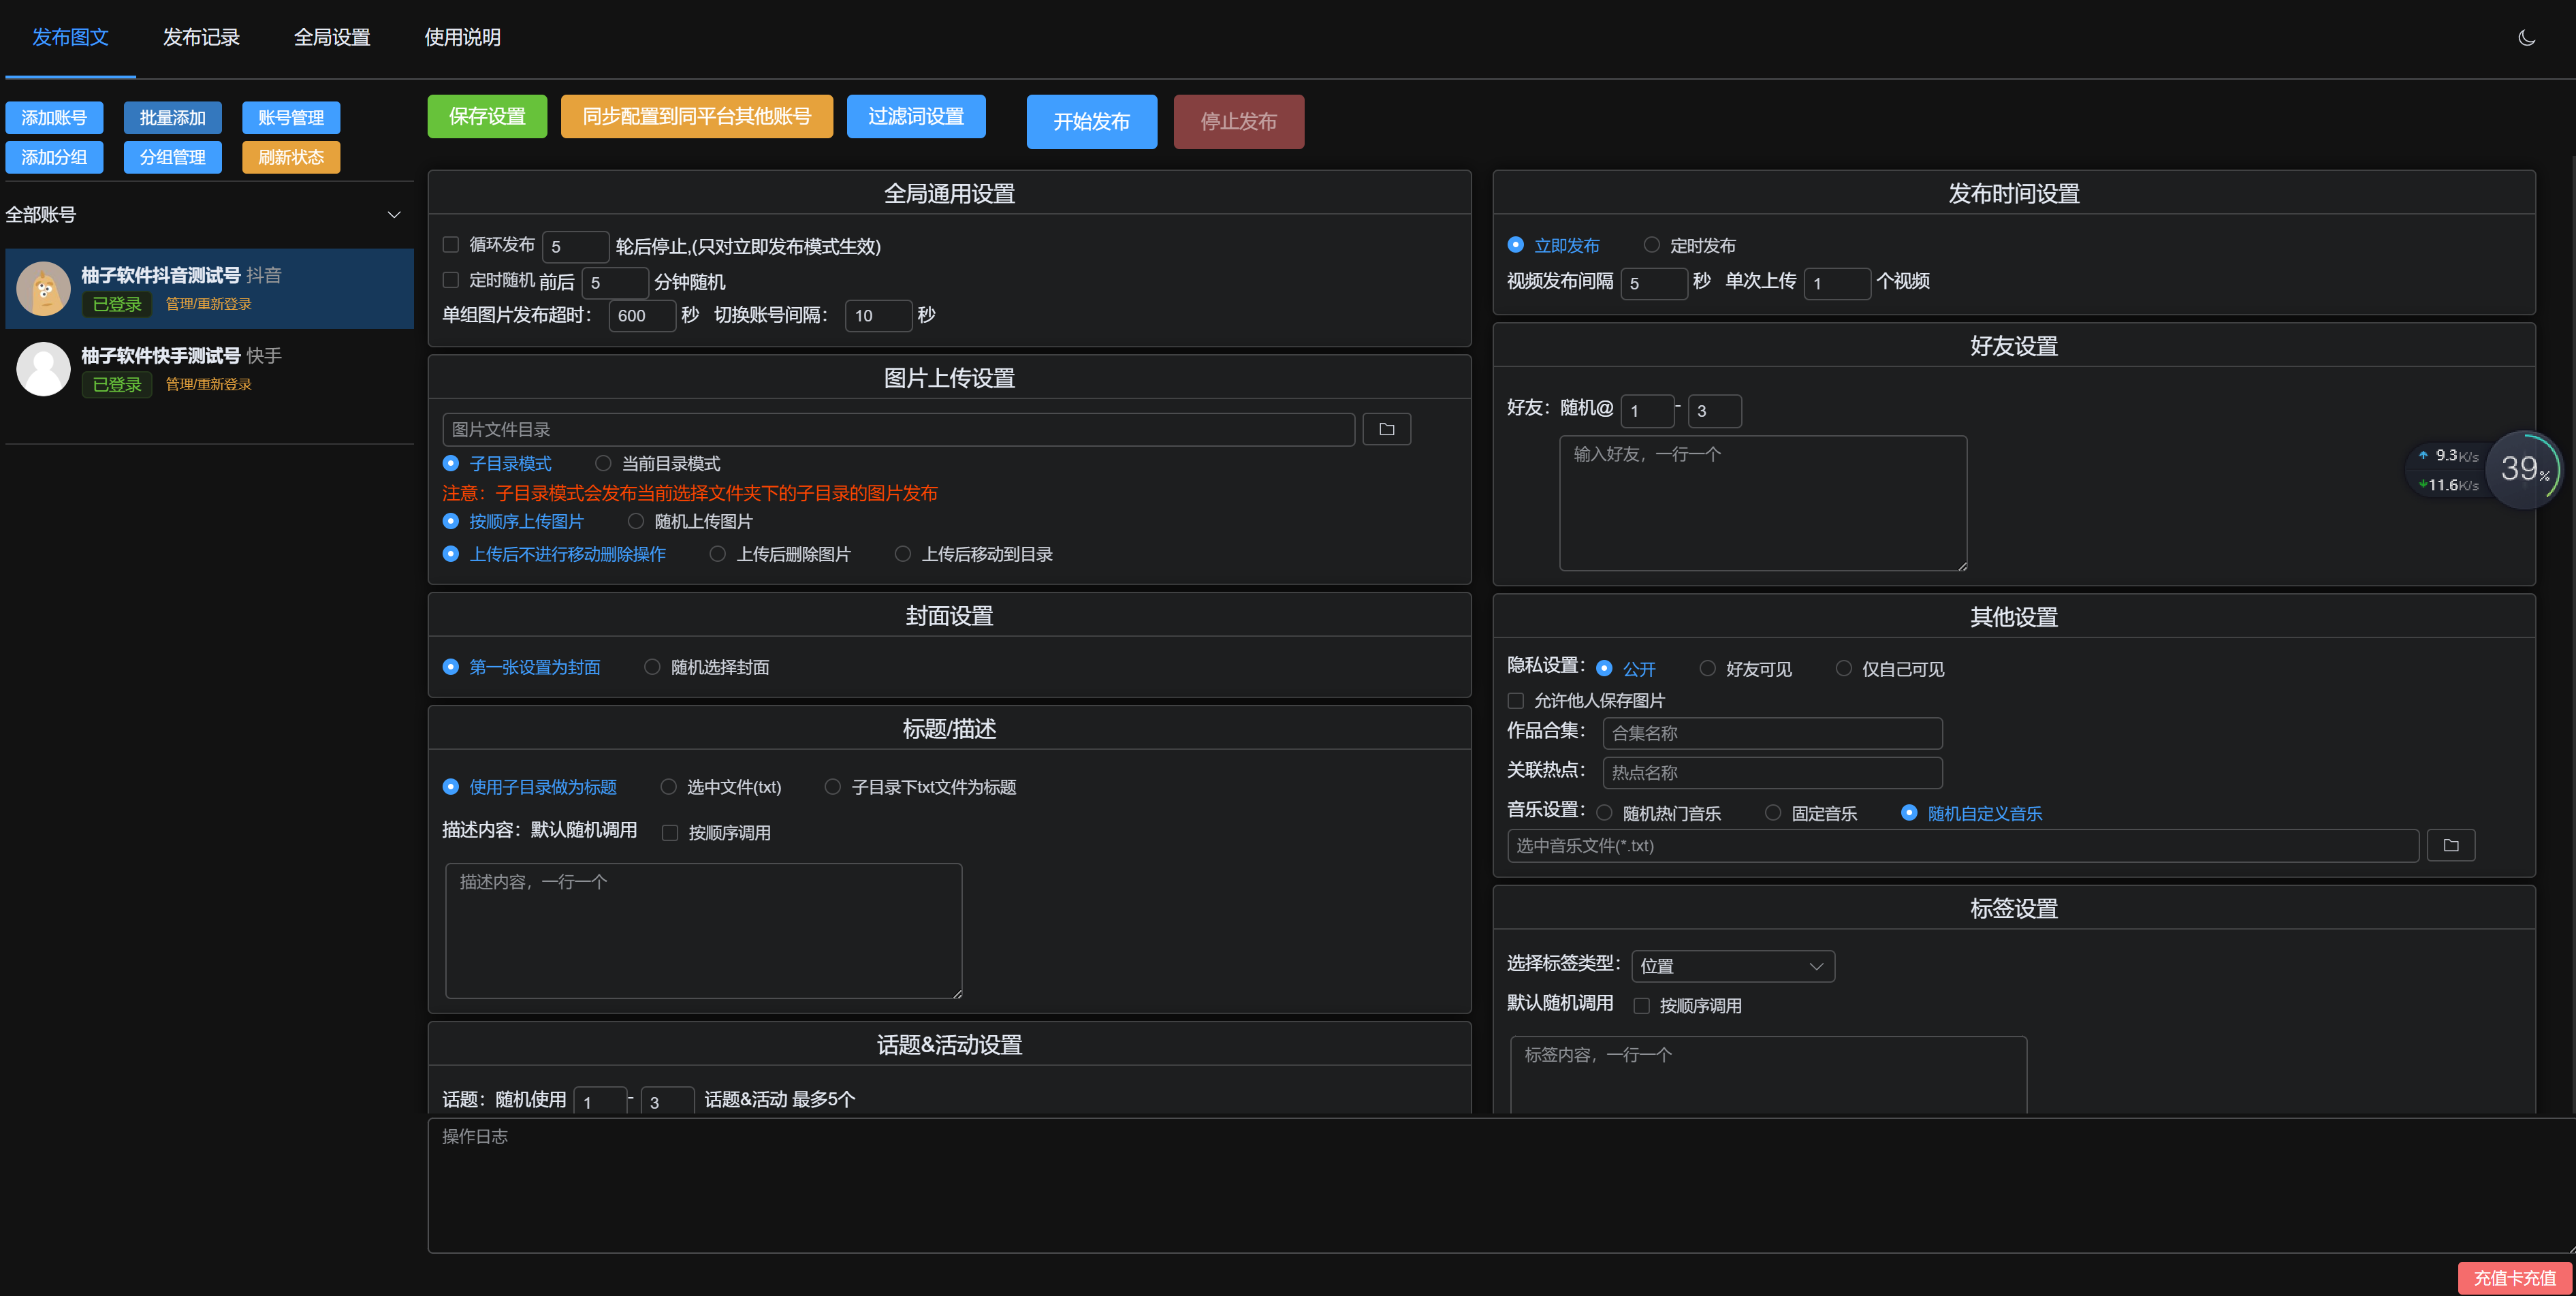 发布图文 发布记录 全局设置 使用说明
添加账号 批量添加 账号管理
添加分组 分组管理 刷新状态
全部账号
柚子软件抖音测试号 抖音
已登录 管理/重新登录
柚子软件快手测试号 快手
已登录 管理/重新登录
保存设置 同步配置到同平台其他账号 过滤词设置 开始发布 停止发布
全局通用设置
循环发布 5 轮后停止,(只对立即发布模式生效)
定时随机 前后 5 分钟随机
单组图片发布超时： 600 秒 切换账号间隔： 10 秒
图片上传设置
图片文件目录
子目录模式 当前目录模式
注意：子目录模式会发布当前选择文件夹下的子目录的图片发布
按顺序上传图片 随机上传图片
上传后不进行移动删除操作 上传后删除图片 上传后移动到目录
封面设置
第一张设置为封面 随机选择封面
标题/描述
使用子目录做为标题 选中文件(txt) 子目录下txt文件为标题
描述内容：默认随机调用 按顺序调用
描述内容，一行一个
话题&活动设置
话题：随机使用 1 - 3 话题&活动 最多5个
发布时间设置
立即发布 定时发布
视频发布间隔 5 秒 单次上传 1 个视频
好友设置
好友：随机@ 1 - 3
输入好友，一行一个
9.3K/s
11.6K/s
39%
其他设置
隐私设置： 公开 好友可见 仅自己可见
允许他人保存图片
作品合集： 合集名称
关联热点： 热点名称
音乐设置： 随机热门音乐 固定音乐 随机自定义音乐
选中音乐文件(*.txt)
标签设置
选择标签类型： 位置
默认随机调用 按顺序调用
标签内容，一行一个
操作日志
充值卡充值